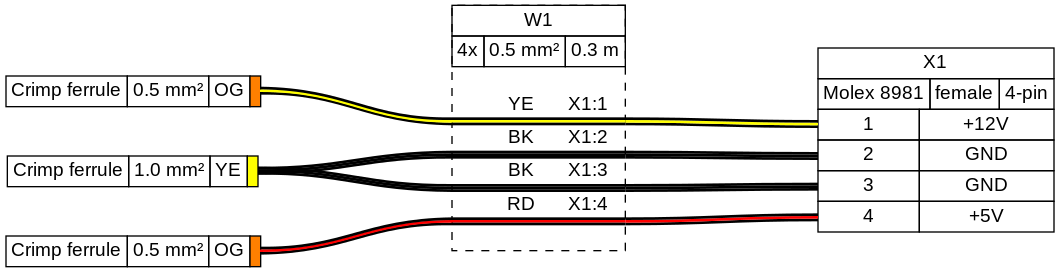 W1
4x 0.5 mm² 0.3 m
X1
Molex 8981 female 4-pin
Crimp ferrule 0.5 mm² OG
YE X1:1
1 +12V
BK X1:2
2 GND
Crimp ferrule 1.0 mm² YE
BK X1:3
3 GND
RD X1:4
4 +5V
Crimp ferrule 0.5 mm² OG